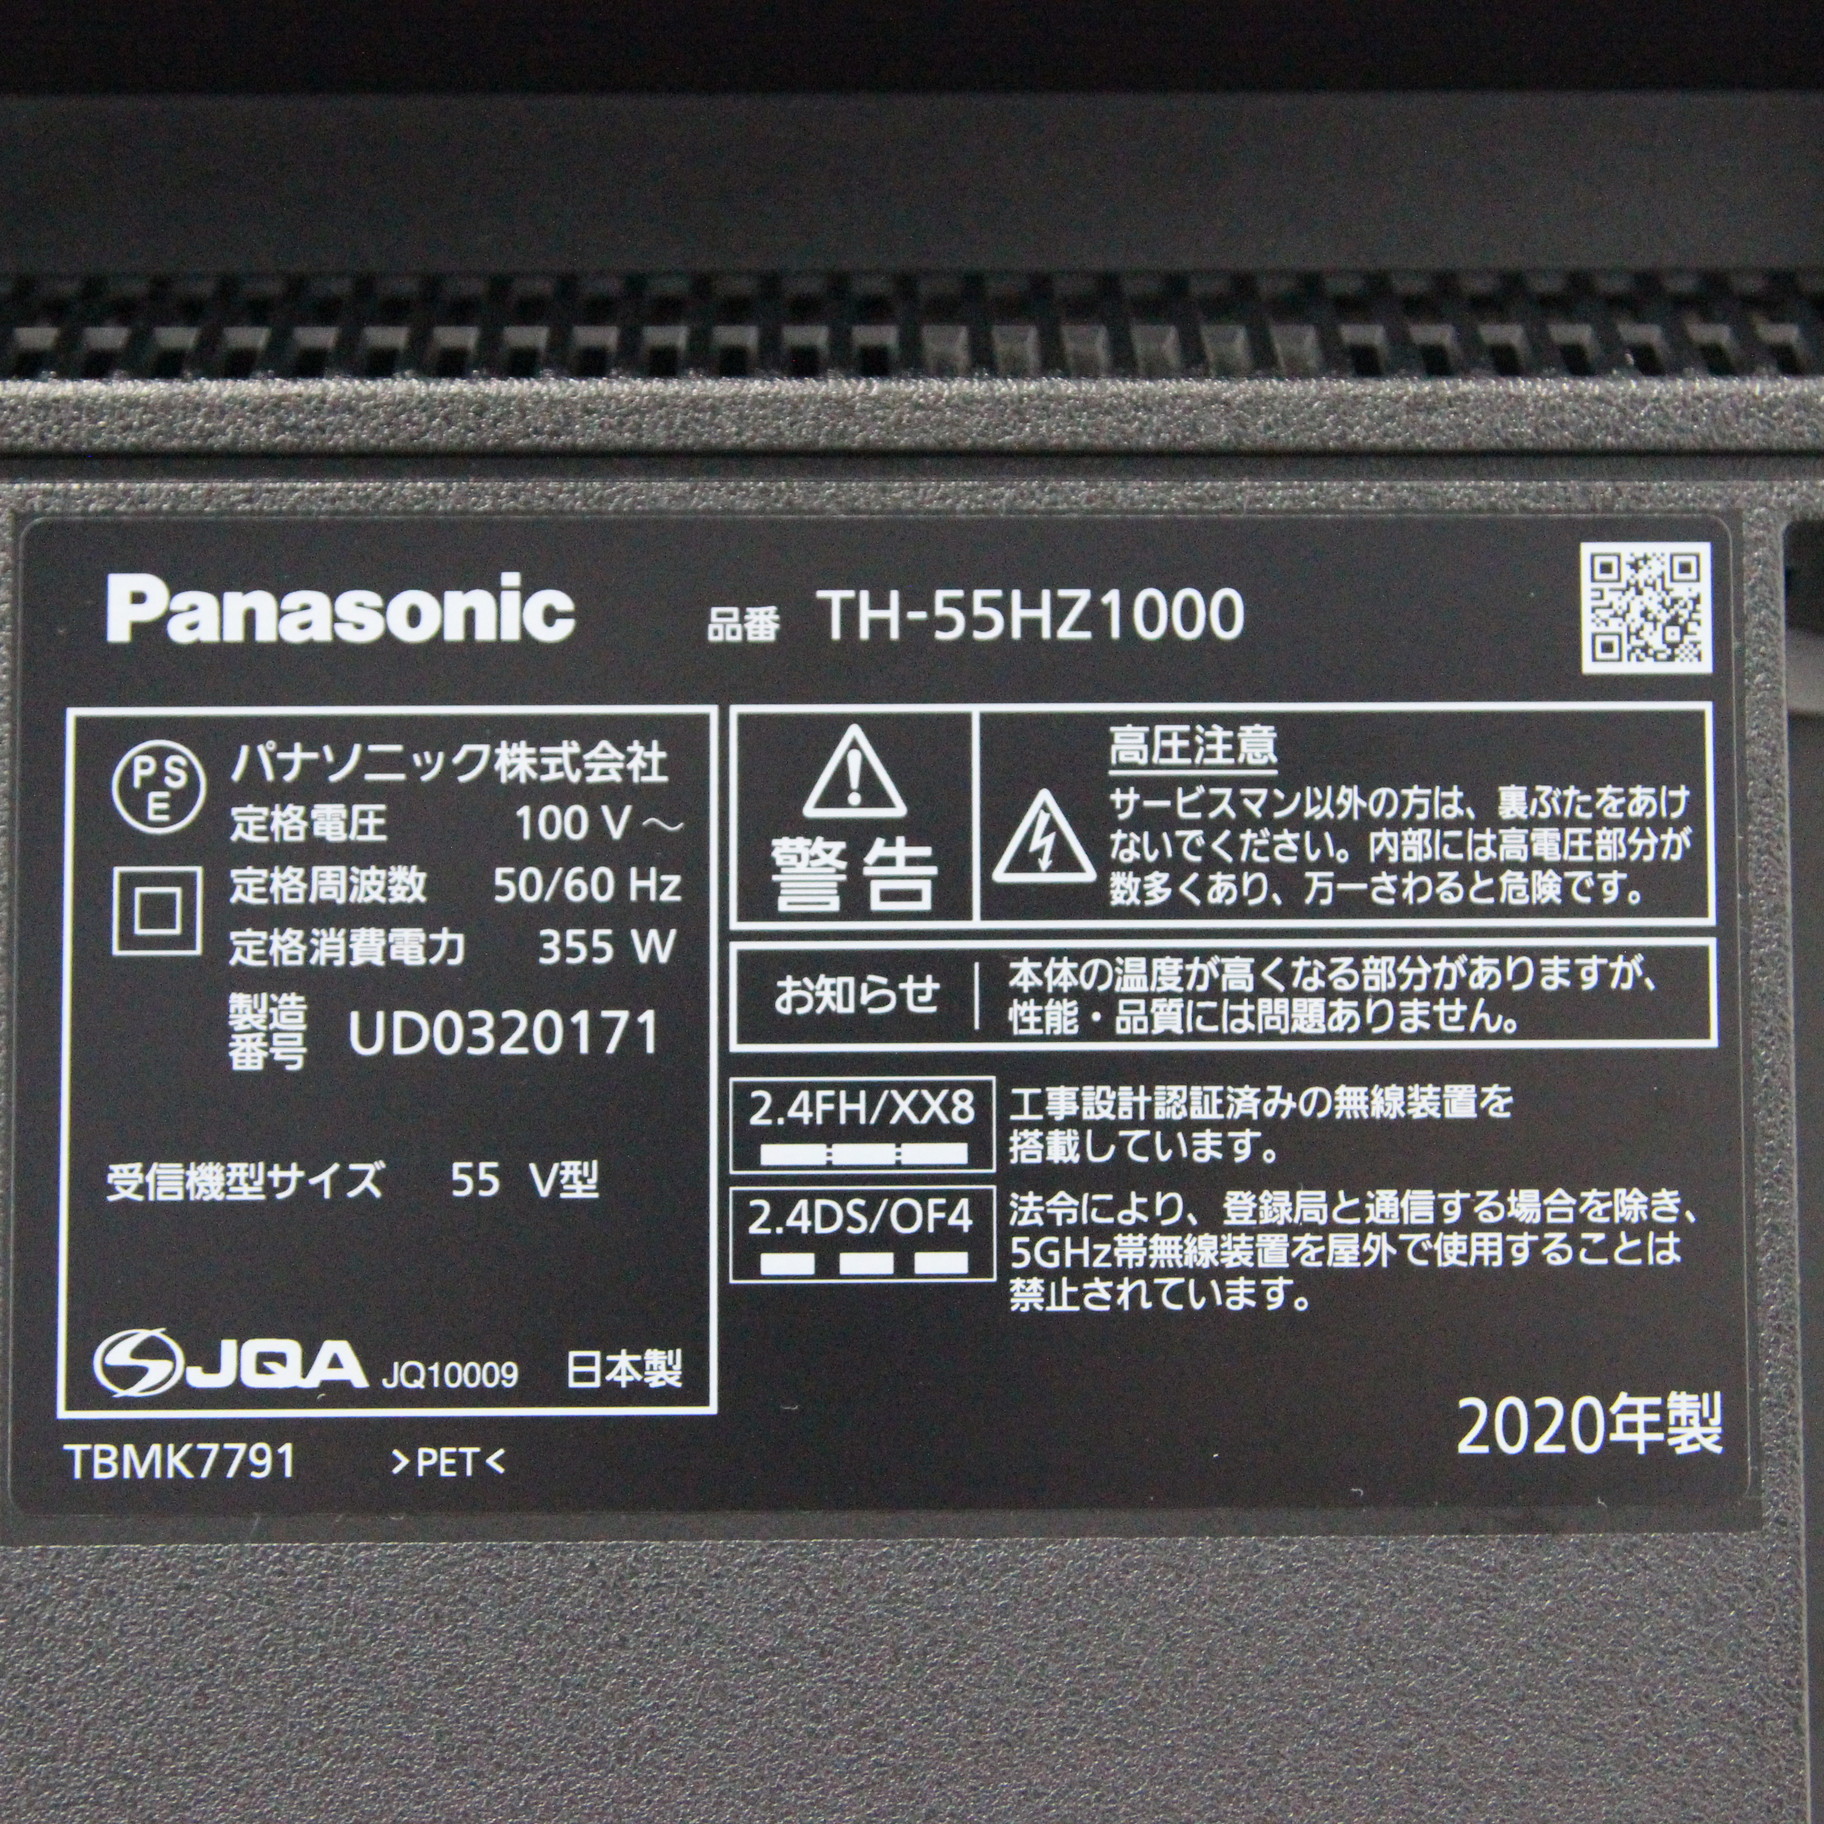 Panasonic 品番 TH-55HZ1000
PSE パナソニック株式会社
定格電圧 100 V～
定格周波数 50/60 Hz
定格消費電力 355 W
製造番号 UD0320171
受信機型サイズ 55 V型
JQA JQ10009 日本製
警告
高圧注意
サービスマン以外の方は、裏ぶたをあけ
ないでください。内部には高電圧部分が
数多くあり、万一さわると危険です。
お知らせ
本体の温度が高くなる部分がありますが、
性能・品質には問題ありません。
2.4FH/XX8
工事設計認証済みの無線装置を
搭載しています。
2.4DS/OF4
法令により、登録局と通信する場合を除き、
5GHz帯無線装置を屋外で使用することは
禁止されています。
2020年製
TBMK7791 >PET<